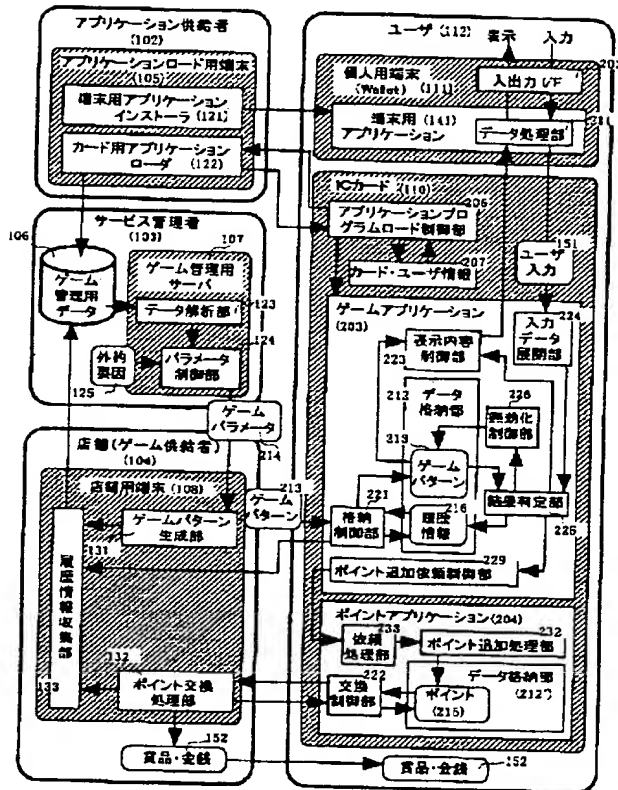 アプリケーション供給者
(102)
アプリケーションロード用端末
(105)
端末用アプリケーション
インストーラ (121)
カード用アプリケーション
ローダ (122)
サービス管理者
(103)
106
107
ゲーム
管理用
データ
ゲーム管理用
サーバ
データ解析部
123
124
外的
要因
125
パラメータ
制御部
ゲーム
パラメータ
214
店舗(ゲーム供給者)
(104)
店舗用端末 (108)
213
ゲーム
パターン
ゲームパターン
生成部
131
履歴情報収集部
132
133
ポイント交換
処理部
152
賞品・金銭
ユーザ (112)
表示
入力
個人用端末
(Wallet) (111)
入出力 I/F
端末用 (141)
アプリケーション
データ処理部
ICカード (110)
206
アプリケーションプロ
グラムロード制御部
207
カード・ユーザ情報
151
ユーザ
入力
ゲームアプリケーション
(203)
224
表示内容
制御部
223
入力
データ
展開部
212
データ
格納部
226
無効化
制御部
213
ゲーム
パターン
221
格納
制御部
216
履歴
情報
結果判定部
225
229
ポイント追加依頼制御部
ポイントアプリケーション(204)
233
依頼
処理部
232
ポイント追加処理部
222
交換
制御部
データ格納部
(212')
ポイント
(215)
賞品・金銭
152